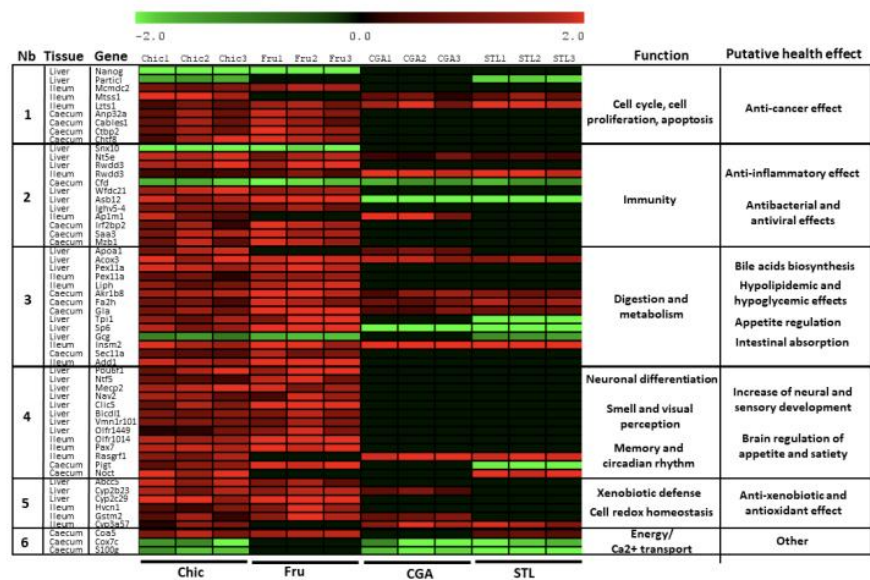 -2.0 0.0 2.0
Nb Tissue Gene Chic1 Chic2 Chic3 Fru1 Fru2 Fru3 CGA1 CGA2 CGA3 STL1 STL2 STL3 Function Putative health effect
Liver Nanog
Liver Particl
Ileum Mcmdc2
Ileum Mtss1
Ileum Lzts1
1 Caecum Anp32a Cell cycle, cell proliferation, apoptosis Anti-cancer effect
Caecum Cables1
Caecum Ctbp2
Caecum Chtf8
Liver Snx10
Liver Nt5e
Liver Rwdd3
Ileum Rwdd3 Anti-inflammatory effect
Caecum Cfd
2 Liver Wfdc21 Immunity
Liver Asb12
Liver Ighv5-4 Antibacterial and antiviral effects
Ileum Ap1m1
Caecum Irf2bp2
Caecum Saa3
Caecum Mzb1
Liver Apoa1
Liver Acox3
Liver Pex11a Bile acids biosynthesis
Ileum Pex11a
Ileum Liph Hypolipidemic and
Caecum Akr1b8 hypoglycemic effects
3 Caecum Fa2h Digestion and
Caecum Gla metabolism
Liver Tpi1 Appetite regulation
Liver Sp6
Liver Gcg Intestinal absorption
Ileum Insm2
Caecum Sec11a
Ileum Add1
Liver Pou6f1
Liver Ntf5 Neuronal differentiation
Liver Mecp2
Liver Nav2 Increase of neural and
Liver Clic5 Smell and visual sensory development
4 Liver Bicdl1 perception
Liver Vmn1r101
Liver Olfr1449
Ileum Olfr1014 Brain regulation of
Ileum Pax7 Memory and appetite and satiety
Ileum Rasgrf1 circadian rhythm
Caecum Pigt
Caecum Noct
Liver Abcc5
Liver Cyp2b23 Xenobiotic defense
5 Liver Cyp2c29 Anti-xenobiotic and
Ileum Hvcn1 Cell redox homeostasis antioxidant effect
Ileum Gstm2
Ileum Cyp3a57
Caecum Coa5 Energy/
6 Caecum Cox7c Ca2+ transport Other
Caecum S100g
Chic Fru CGA STL